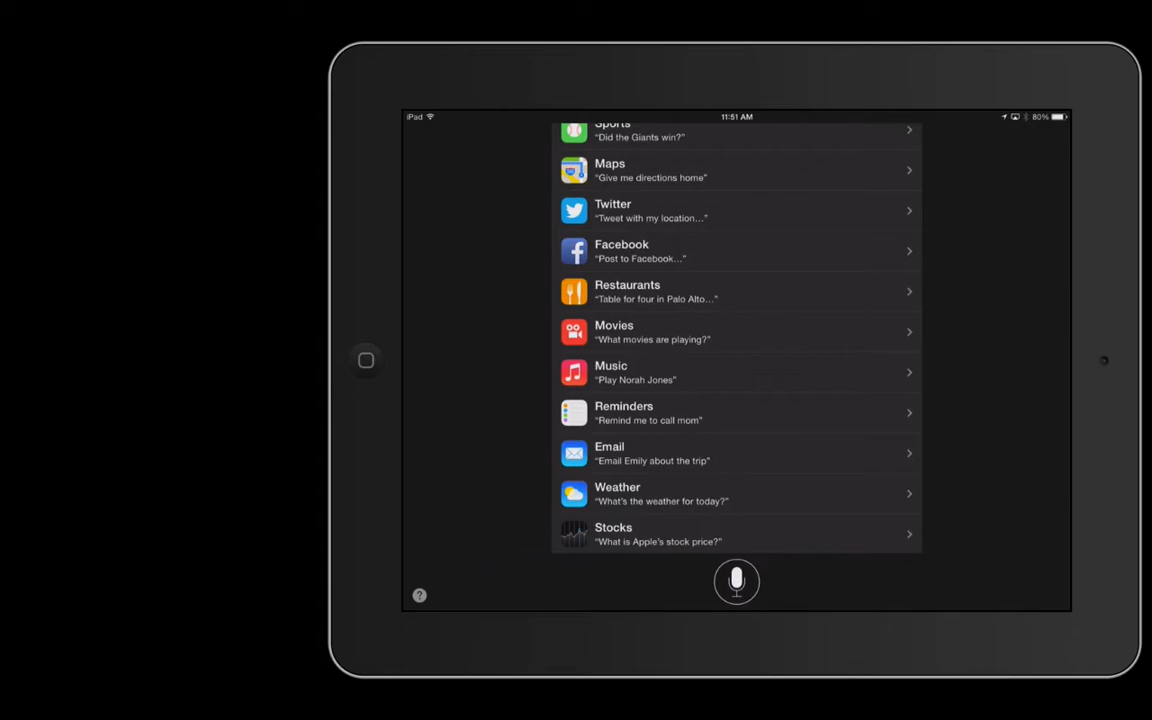 iPad
11:51 AM
80%
Sports
“Did the Giants win?”
Maps
“Give me directions home”
Twitter
“Tweet with my location...”
Facebook
“Post to Facebook...”
Restaurants
“Table for four in Palo Alto...”
Movies
“What movies are playing?”
Music
“Play Norah Jones”
Reminders
“Remind me to call mom”
Email
“Email Emily about the trip”
Weather
“What’s the weather for today?”
Stocks
“What is Apple’s stock price?”
?